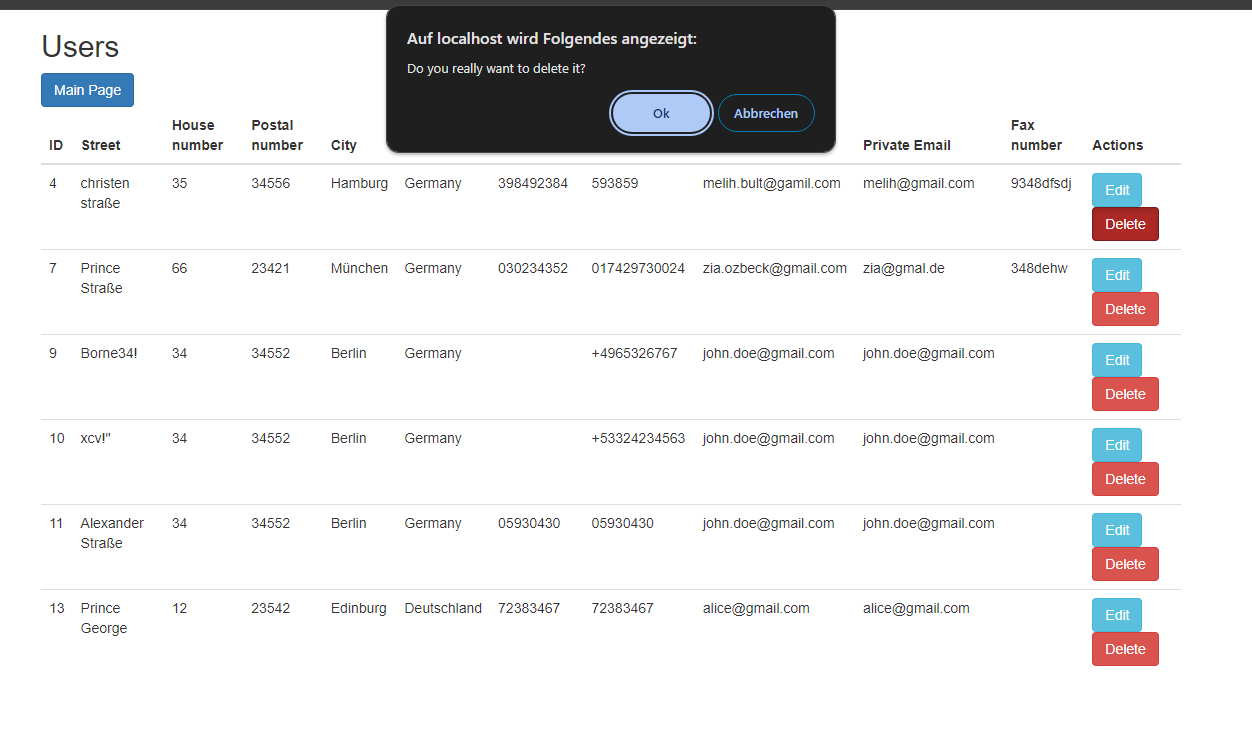 Auf localhost wird Folgendes angezeigt:
Do you really want to delete it?
Ok Abbrechen
Users
Main Page
ID Street House number Postal number City Private Email Fax number Actions
4 christen straße 35 34556 Hamburg Germany 398492384 593859 melih.bult@gamil.com melih@gmail.com 9348dfsdj Edit
Delete
7 Prince Straße 66 23421 München Germany 030234352 017429730024 zia.ozbeck@gmail.com zia@gmal.de 348dehw Edit
Delete
9 Borne34! 34 34552 Berlin Germany +4965326767 john.doe@gmail.com john.doe@gmail.com Edit
Delete
10 xcv!" 34 34552 Berlin Germany +53324234563 john.doe@gmail.com john.doe@gmail.com Edit
Delete
11 Alexander Straße 34 34552 Berlin Germany 05930430 05930430 john.doe@gmail.com john.doe@gmail.com Edit
Delete
13 Prince George 12 23542 Edinburg Deutschland 72383467 72383467 alice@gmail.com alice@gmail.com Edit
Delete